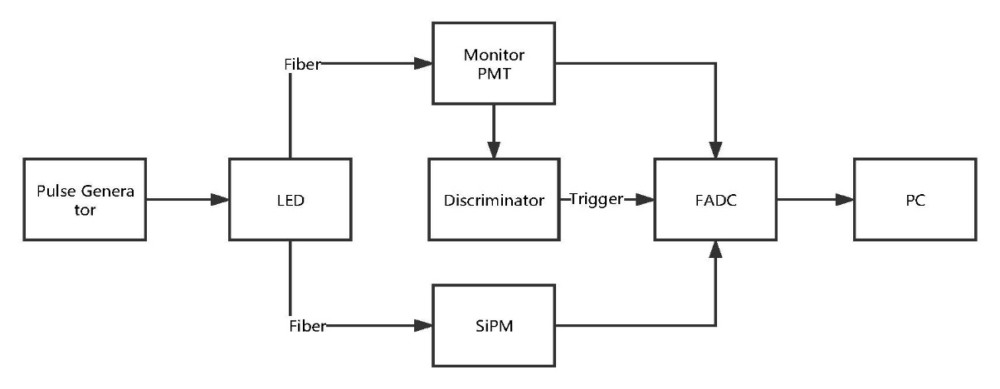 Monitor
PMT
Fiber
Pulse Genera
tor
LED
Discriminator
Trigger
FADC
PC
Fiber
SiPM